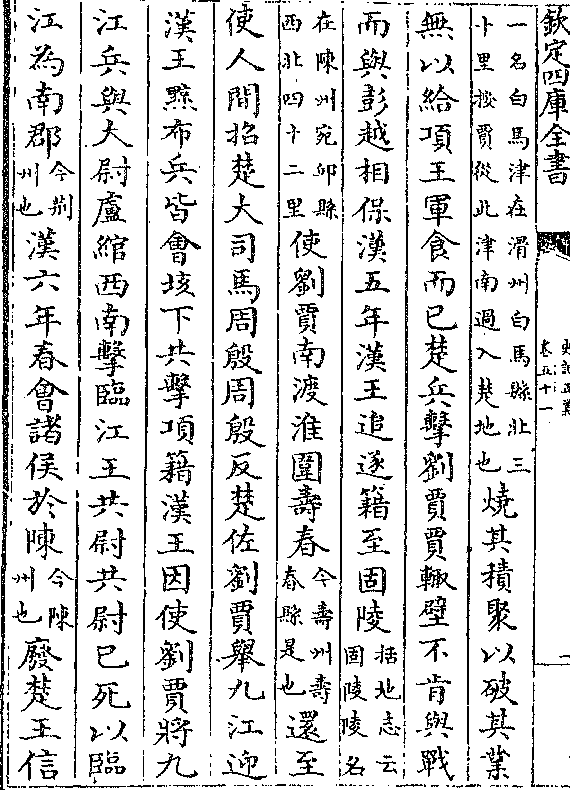 欽定四庫全書
史記正義
卷五十一
一名白馬津在滑州白馬縣北三十里按賈從此津南過入楚地也燒其積聚以破其業
無以給項王軍食而已楚兵擊劉賈賈輒壁不肯與戰
而與彭越相保漢五年漢王追逐籍至固陵括地志云固陵陵名
在陳州宛邱縣西北四十二里使劉賈南渡淮圍壽春今壽州壽春縣是也還至
使人間招楚大司馬周殷周殷反楚佐劉賈舉九江迎
漢王黥布兵皆會垓下共擊項籍漢王因使劉賈將九
江兵與大尉盧綰西南擊臨江王共尉共尉已死以臨
江為南郡今荆州也漢六年春會諸侯於陳今陳州也廢楚王信